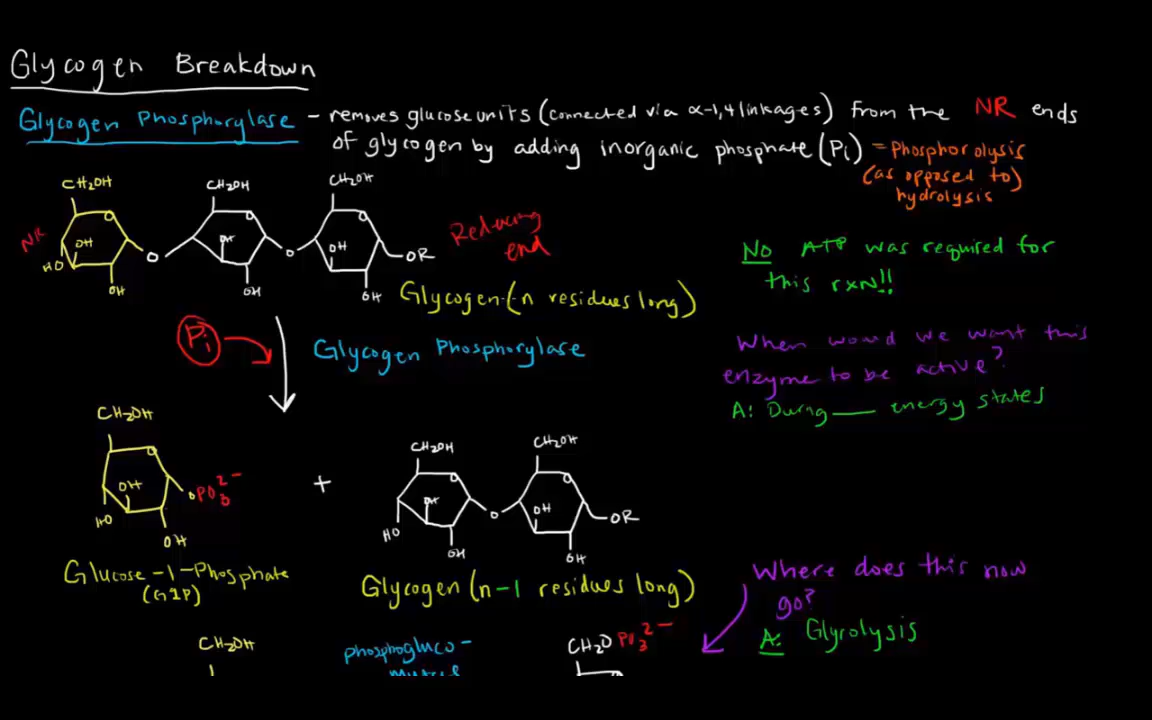 Glycogen Breakdown
Glycogen Phosphorylase - removes glucose units (connected via α-1,4 linkages) from the NR ends
of glycogen by adding inorganic phosphate (Pi) = Phosphorolysis
(as opposed to)
hydrolysis
CH₂OH CH₂OH CH₂OH
NR OH O OH O OH O
HO O O OR
OH OH OH
Reducing
end
Glycogen (n residues long)
No ATP was required for
this rxn!!
Pi
Glycogen Phosphorylase
When would we want this
enzyme to be active?
A: During ___ energy states
CH₂OH
O
OH OPO₃²⁻
HO
OH
+
CH₂OH CH₂OH
O O
OH OH
HO O OR
OH OH
Glucose-1-Phosphate
(G1P)
Glycogen (n-1 residues long)
Where does this now
go?
A: Glyrolysis
CH₂OH
phosphogluco-
CH₂OPO₃²⁻